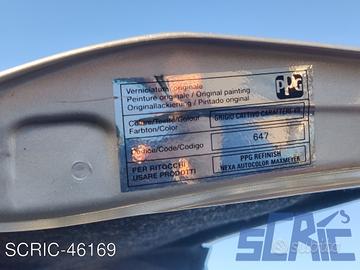 Verniciatura originale
Peinture originale / Original painting
Originallackierung / Pintado original
PPG
Colore/Teinte/Colour
Farbton/Color
GRIGIO CATTIVO CARATTERE
Codice/Code/Codigo
647
PER RITOCCHI
USARE PRODOTTI
PPG REFINISH
NEXA AUTOCOLOR MAXMEYER
SCRIC-46169
SCRIC
subito